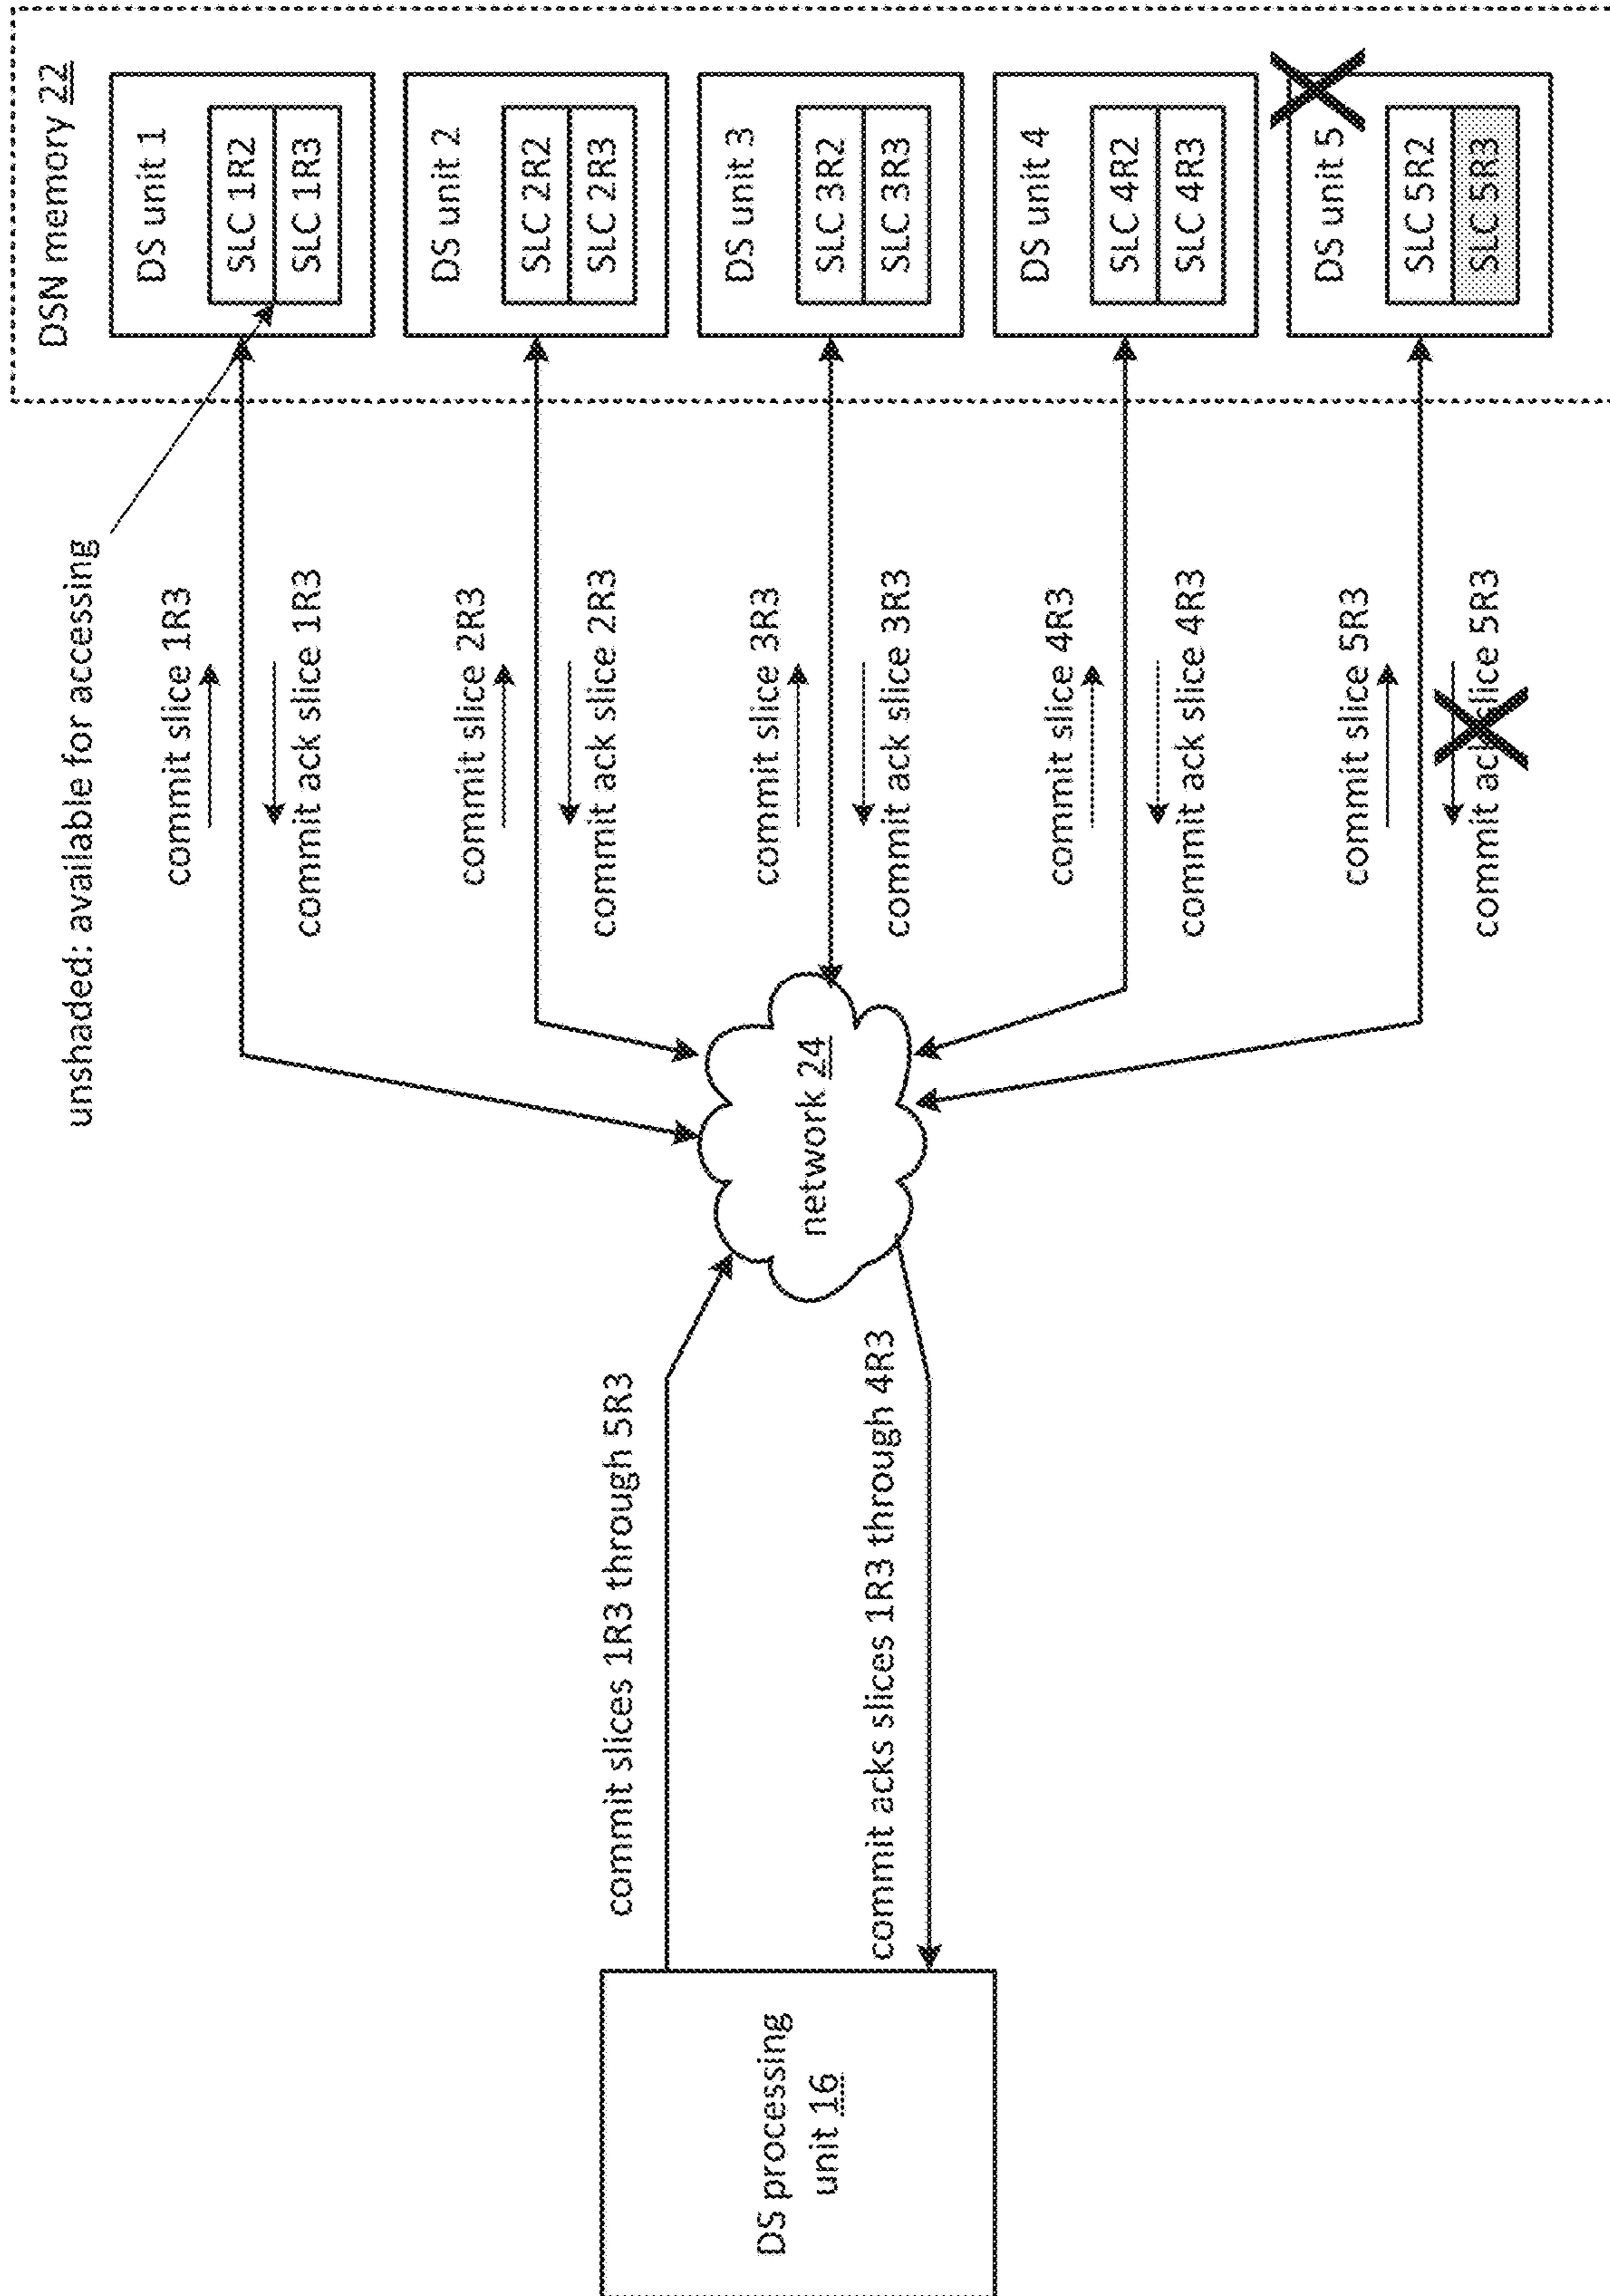 DSN memory 22
unshaded: available for accessing
DS unit 1
SLC 1R2
SLC 1R3
commit slice 1R3
commit ack slice 1R3
DS unit 2
SLC 2R2
SLC 2R3
commit slice 2R3
commit ack slice 2R3
DS processing
unit 16
commit slices 1R3 through 5R3
commit acks slices 1R3 through 4R3
network 24
commit slice 3R3
commit ack slice 3R3
DS unit 3
SLC 3R2
SLC 3R3
commit slice 4R3
commit ack slice 4R3
DS unit 4
SLC 4R2
SLC 4R3
commit slice 5R3
commit ack slice 5R3
DS unit 5
SLC 5R2
SLC 5R3